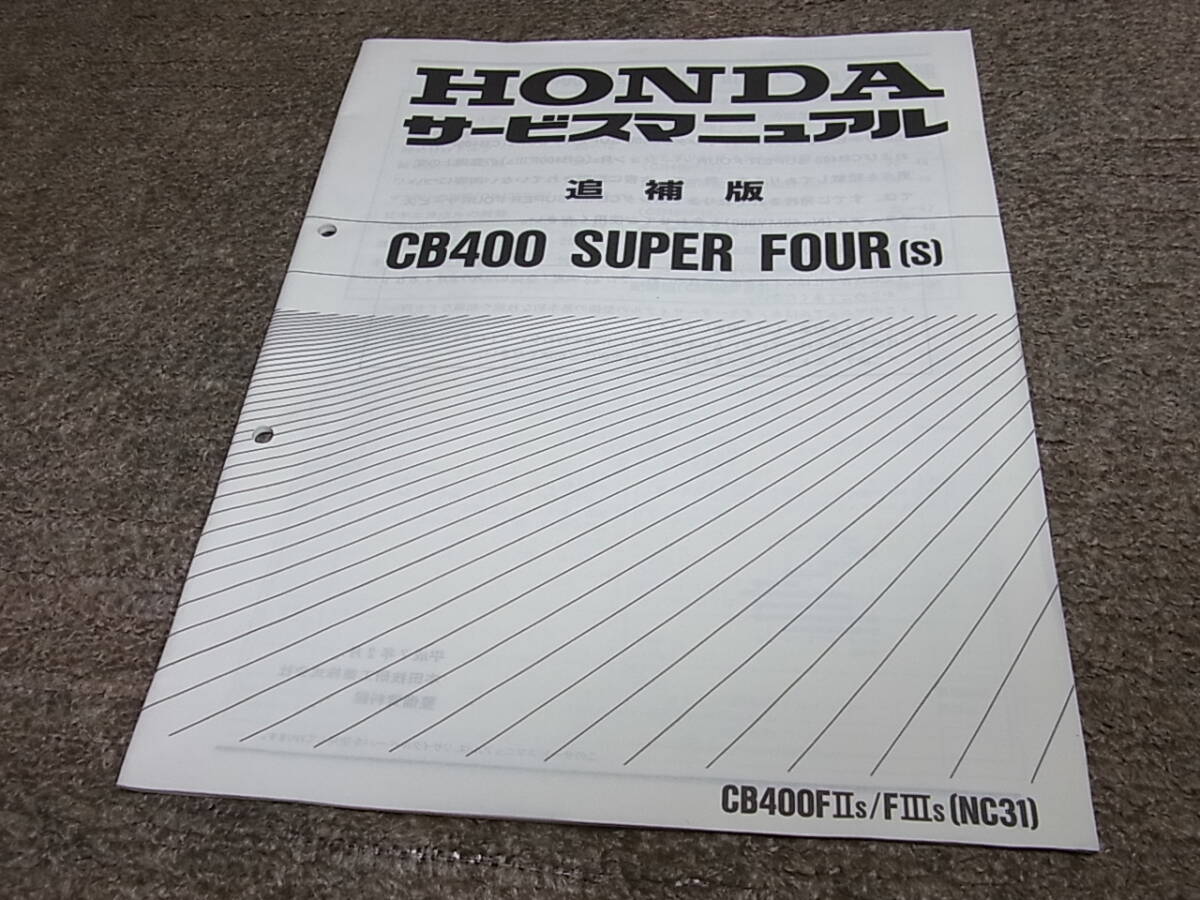 HONDA
サービスマニュアル
追補版
CB400 SUPER FOUR (S)
CB400FⅡS/FⅢS (NC31)